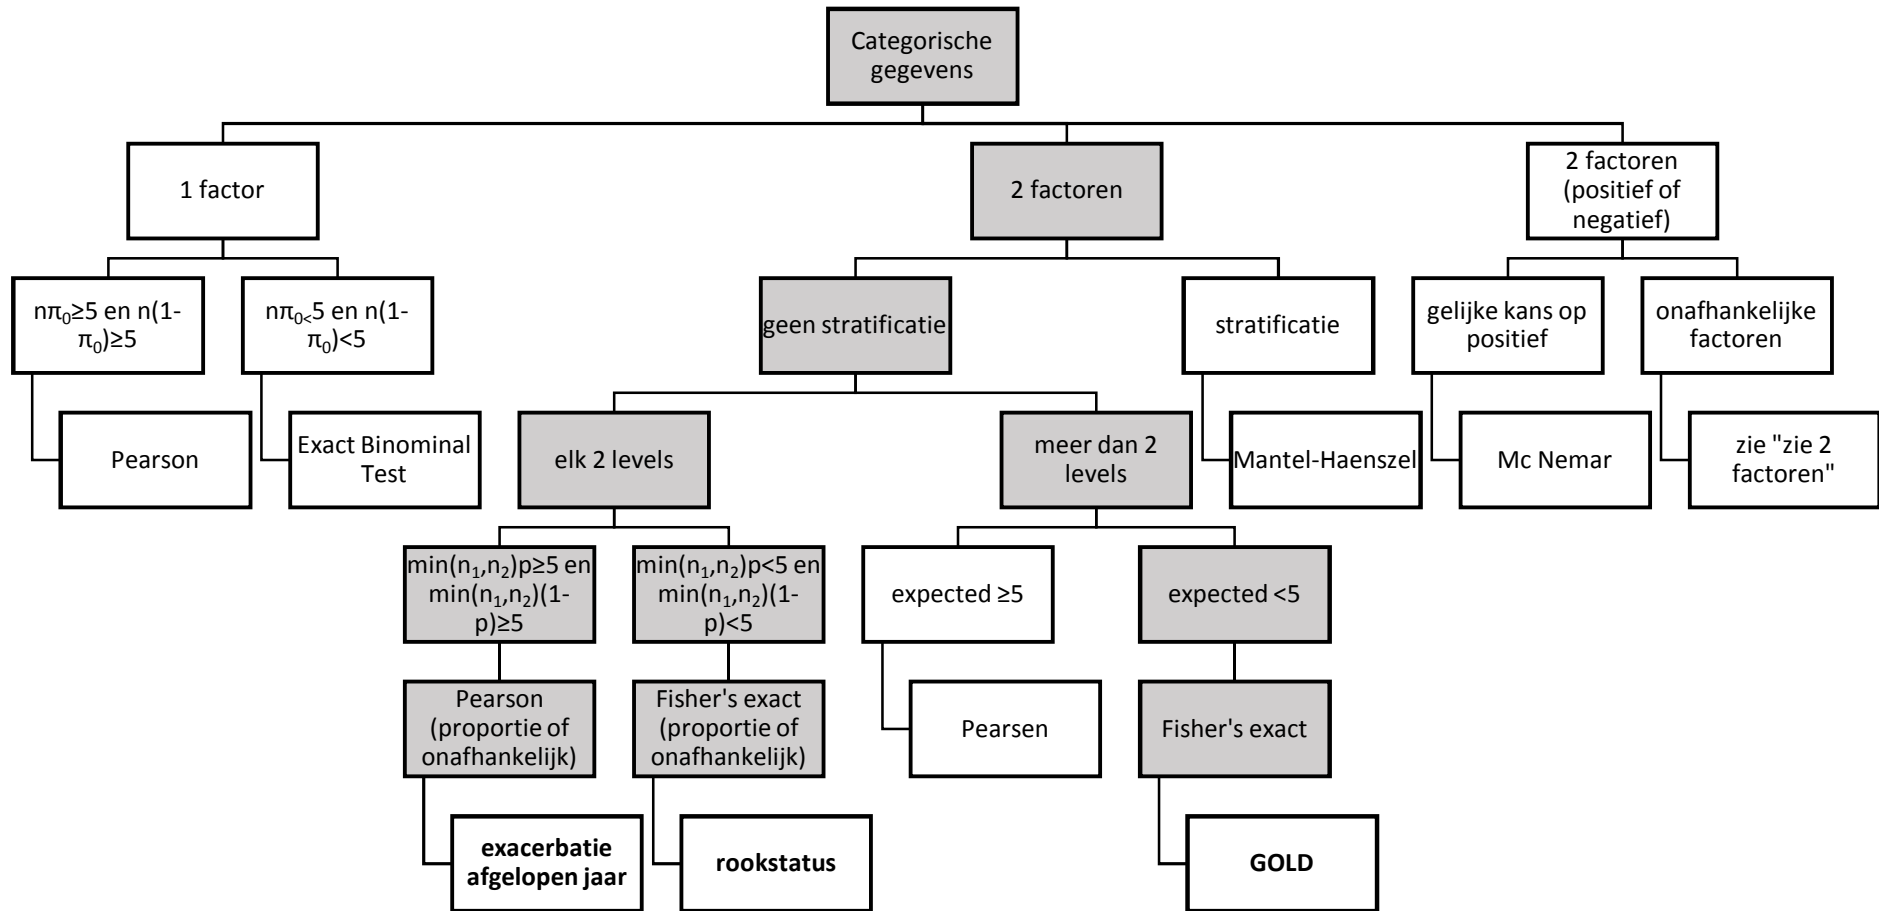 Categorische
gegevens
1 factor
2 factoren
2 factoren
(positief of
negatief)
nπ₀≥5 en n(1-
π₀)≥5
nπ₀<5 en n(1-
π₀)<5
geen stratificatie
stratificatie
gelijke kans op
positief
onafhankelijke
factoren
Pearson
Exact Binominal
Test
elk 2 levels
meer dan 2
levels
Mantel-Haenszel
Mc Nemar
zie "zie 2
factoren"
min(n₁,n₂)p≥5 en
min(n₁,n₂)(1-
p)≥5
min(n₁,n₂)p<5 en
min(n₁,n₂)(1-
p)<5
expected ≥5
expected <5
Pearson
(proportie of
onafhankelijk)
Fisher's exact
(proportie of
onafhankelijk)
Pearsen
Fisher's exact
exacerbatie
afgelopen jaar
rookstatus
GOLD